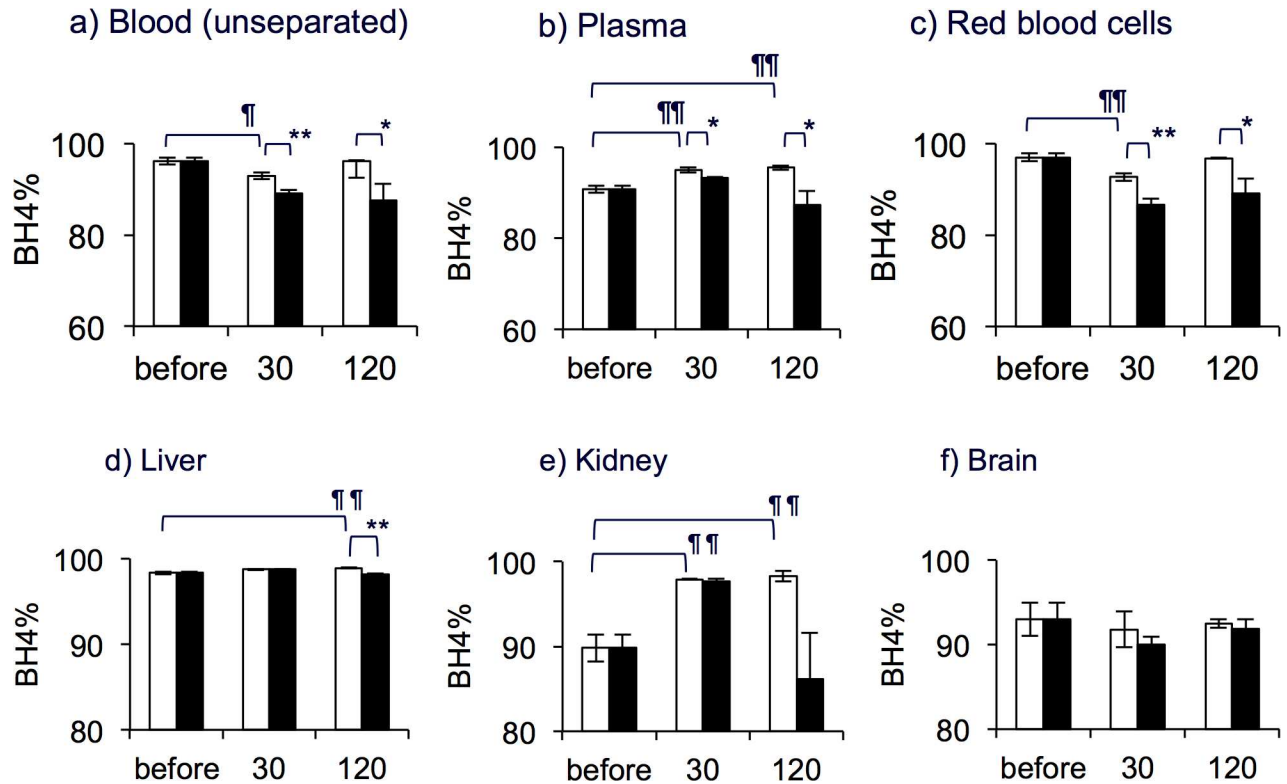 a) Blood (unseparated)
¶
**
*
100
80
60
BH4%
before 30 120
b) Plasma
¶¶
¶¶
*
*
100
80
60
BH4%
before 30 120
c) Red blood cells
¶¶
**
*
100
80
60
BH4%
before 30 120
d) Liver
¶ ¶
**
100
90
80
BH4%
before 30 120
e) Kidney
¶ ¶
¶ ¶
100
90
80
BH4%
before 30 120
f) Brain
100
90
80
BH4%
before 30 120